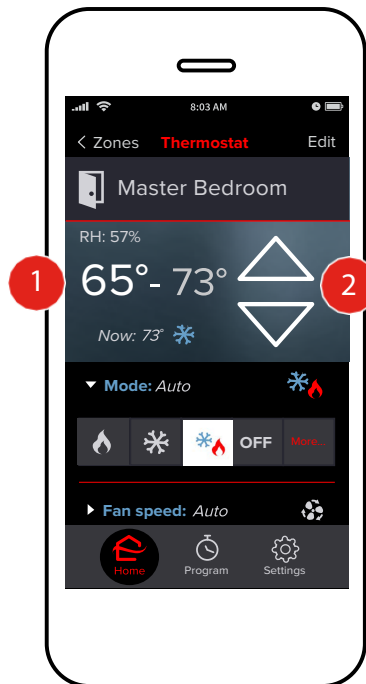 8:03 AM
< Zones Thermostat Edit
Master Bedroom
RH: 57%
1 65°- 73° 2
Now: 73°
Mode: Auto
OFF More...
Fan speed: Auto
Home Program Settings